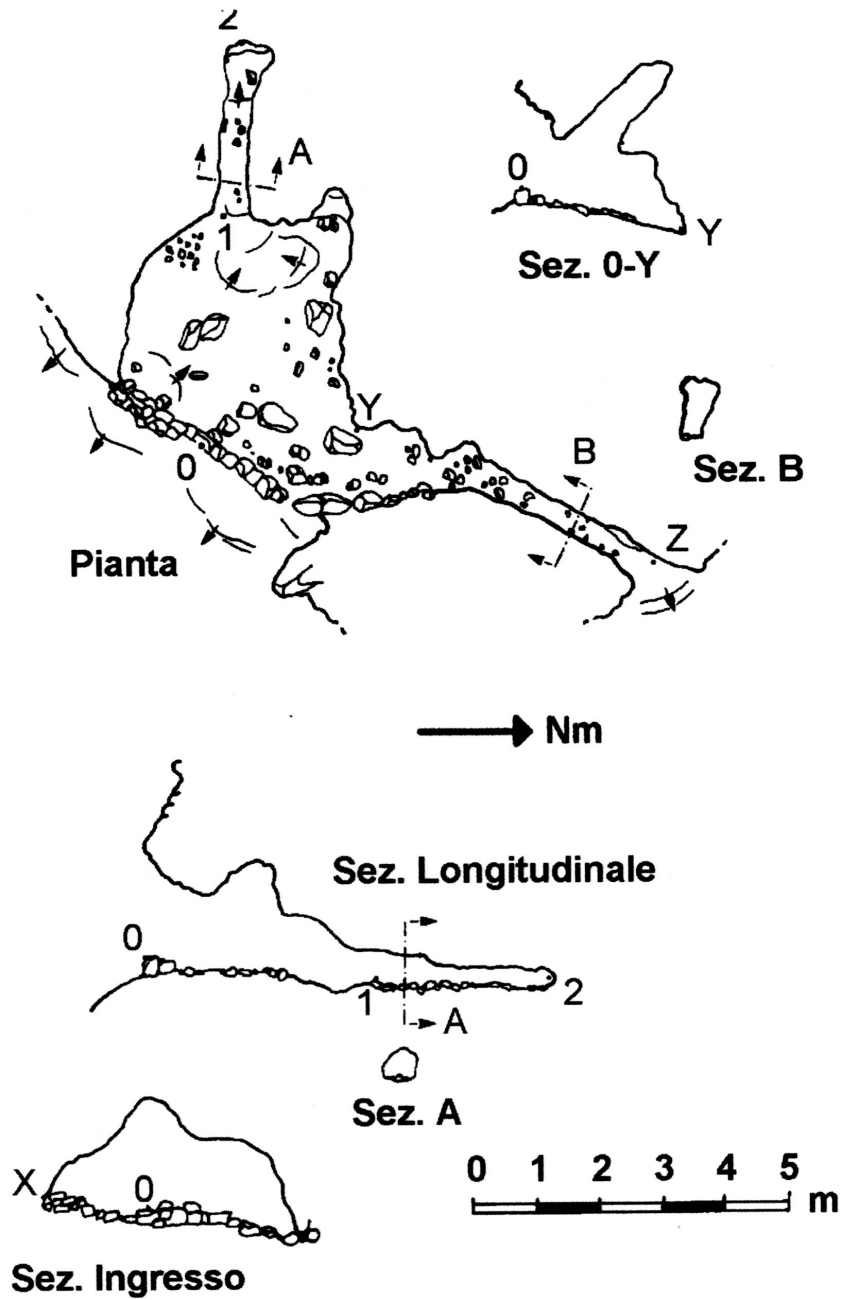 2
A
1
0
Y
Sez. 0-Y
0
Y
B
Sez. B
Z
Pianta
Nm
Sez. Longitudinale
0
1
A
2
Sez. A
X
0
Sez. Ingresso
0 1 2 3 4 5
m